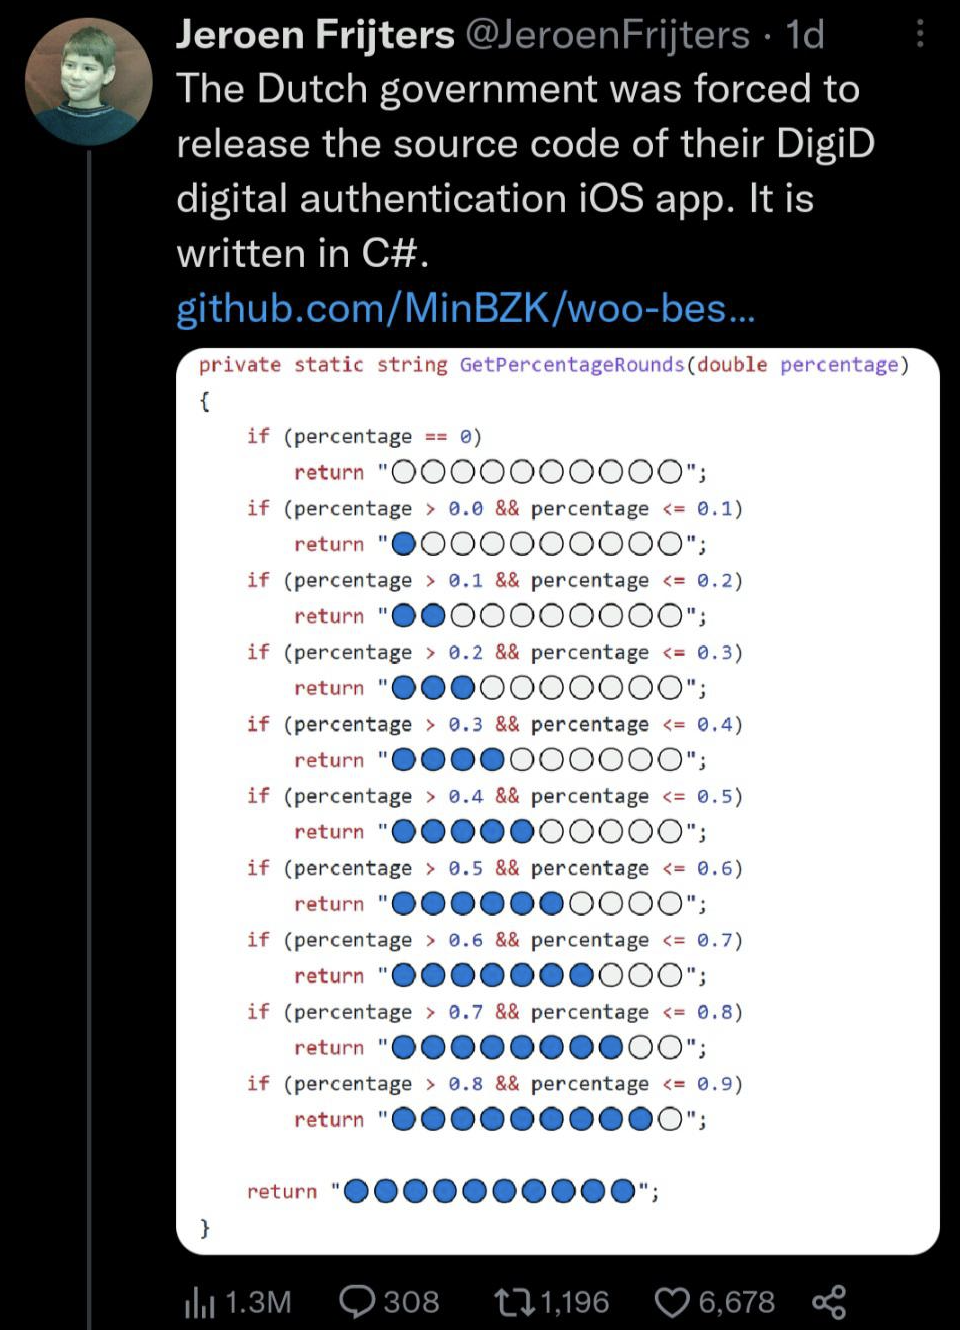 Jeroen Frijters @JeroenFrijters · 1d
The Dutch government was forced to
release the source code of their DigiD
digital authentication iOS app. It is
written in C#.
github.com/MinBZK/woo-bes...
private static string GetPercentageRounds(double percentage)
{
if (percentage == 0)
return "○○○○○○○○○○";
if (percentage > 0.0 && percentage <= 0.1)
return "🔵○○○○○○○○○";
if (percentage > 0.1 && percentage <= 0.2)
return "🔵🔵○○○○○○○○";
if (percentage > 0.2 && percentage <= 0.3)
return "🔵🔵🔵○○○○○○○";
if (percentage > 0.3 && percentage <= 0.4)
return "🔵🔵🔵🔵○○○○○○";
if (percentage > 0.4 && percentage <= 0.5)
return "🔵🔵🔵🔵🔵○○○○○";
if (percentage > 0.5 && percentage <= 0.6)
return "🔵🔵🔵🔵🔵🔵○○○○";
if (percentage > 0.6 && percentage <= 0.7)
return "🔵🔵🔵🔵🔵🔵🔵○○○";
if (percentage > 0.7 && percentage <= 0.8)
return "🔵🔵🔵🔵🔵🔵🔵🔵○○";
if (percentage > 0.8 && percentage <= 0.9)
return "🔵🔵🔵🔵🔵🔵🔵🔵🔵○";
return "🔵🔵🔵🔵🔵🔵🔵🔵🔵🔵";
}
1.3M 308 1,196 6,678